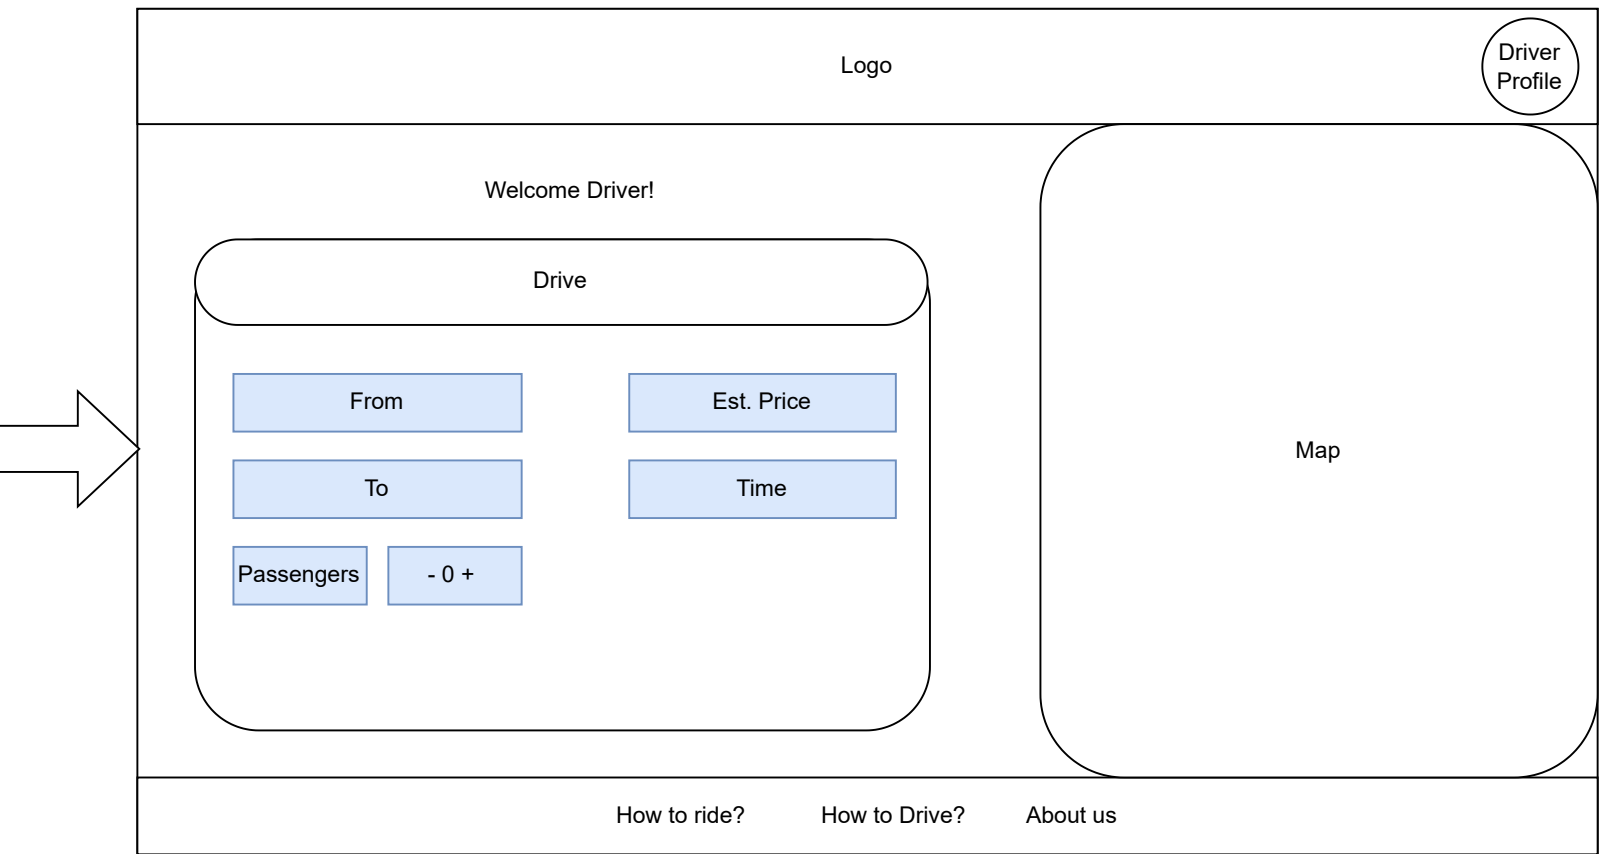 Logo
Driver
Profile
Welcome Driver!
Drive
From
Est. Price
To
Time
Passengers
- 0 +
Map
How to ride?
How to Drive?
About us